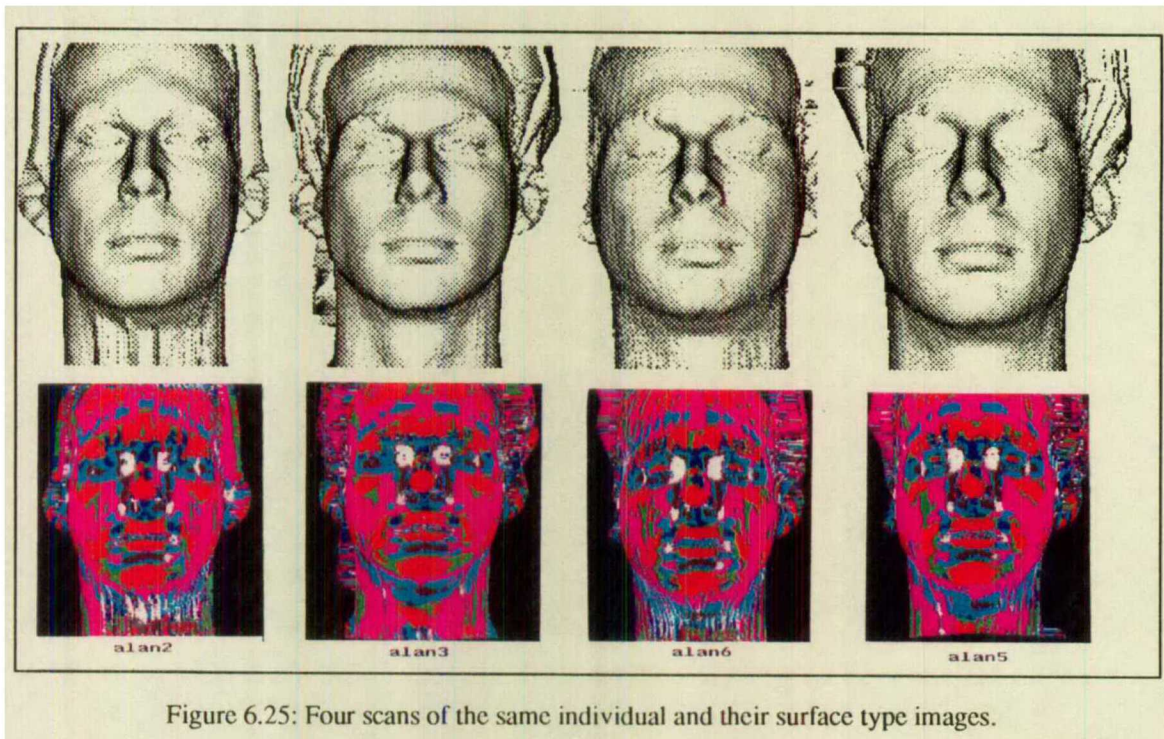 alan2
alan3
alan6
alan5
Figure 6.25: Four scans of the same individual and their surface type images.